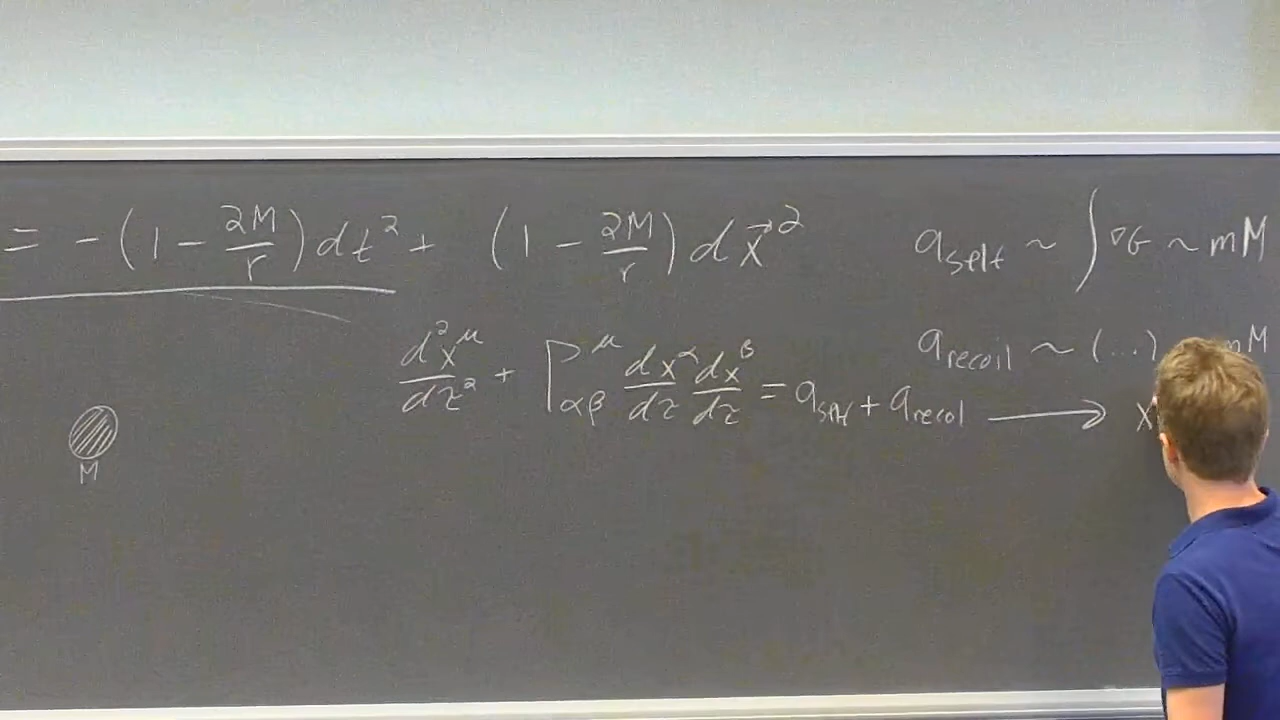 = -(1 - 2M/r) dt² + (1 - 2M/r) dx⃗²
a_self ~ ∫∇G ~ mM
a_recoil ~ (...) mM
d²x^μ/dτ² + Γ^μ_αβ dx^α/dτ dx^β/dτ = a_self + a_recoil → x
M